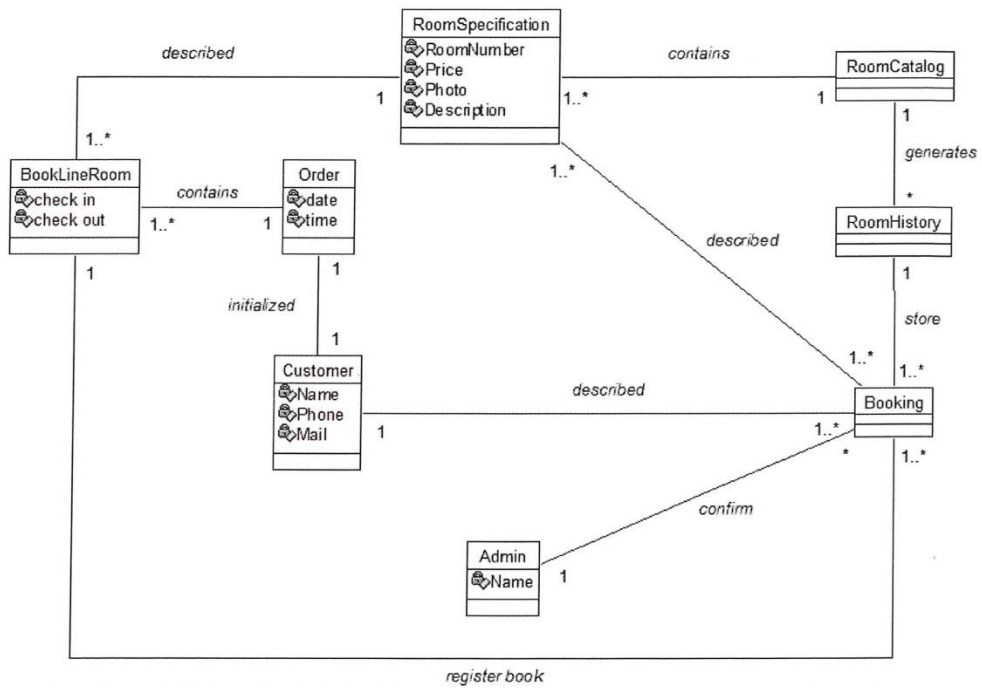 RoomSpecification
RoomNumber
Price
Photo
Description
described
1
1..*
contains
1..*
1
RoomCatalog
1
generates
*
RoomHistory
1
store
1..*
BookLineRoom
check in
check out
1
contains
1..*
1
Order
date
time
1
initialized
1
Customer
Name
Phone
Mail
1
described
1..*
1..*
described
1..*
Booking
*
1..*
confirm
Admin
Name
1
register book